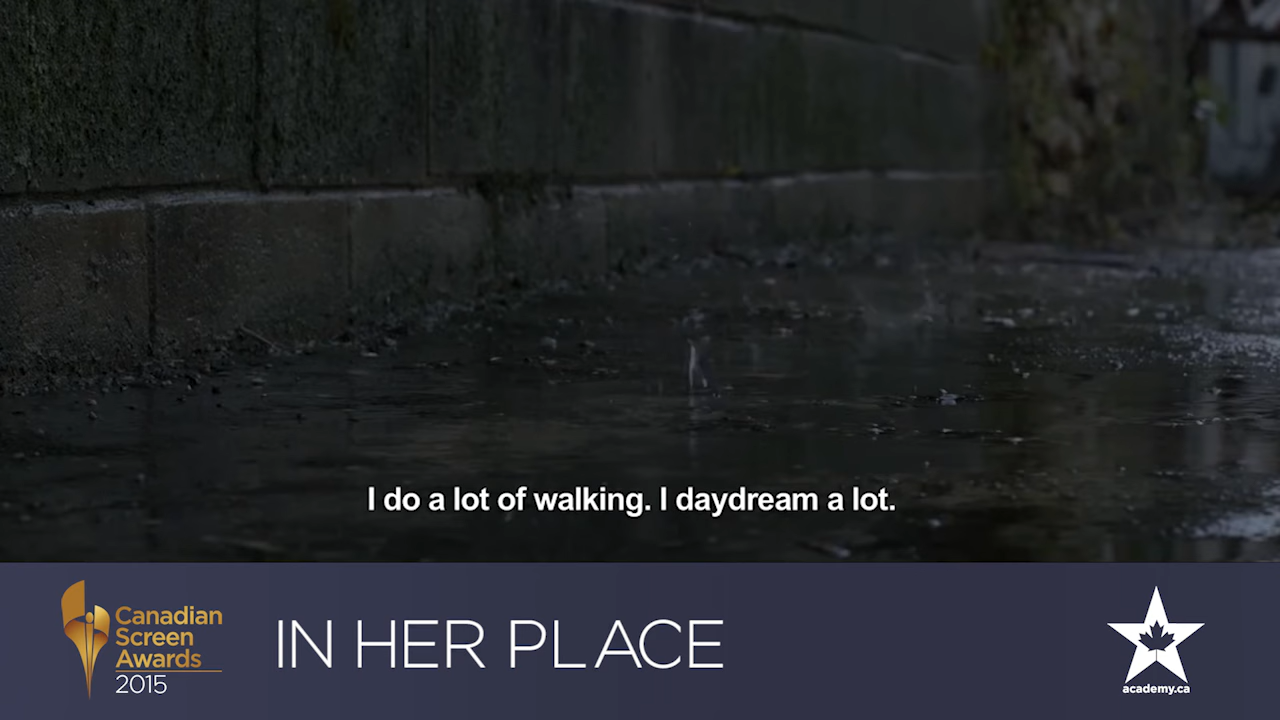 I do a lot of walking. I daydream a lot.
Canadian
Screen
Awards
2015
IN HER PLACE
academy.ca